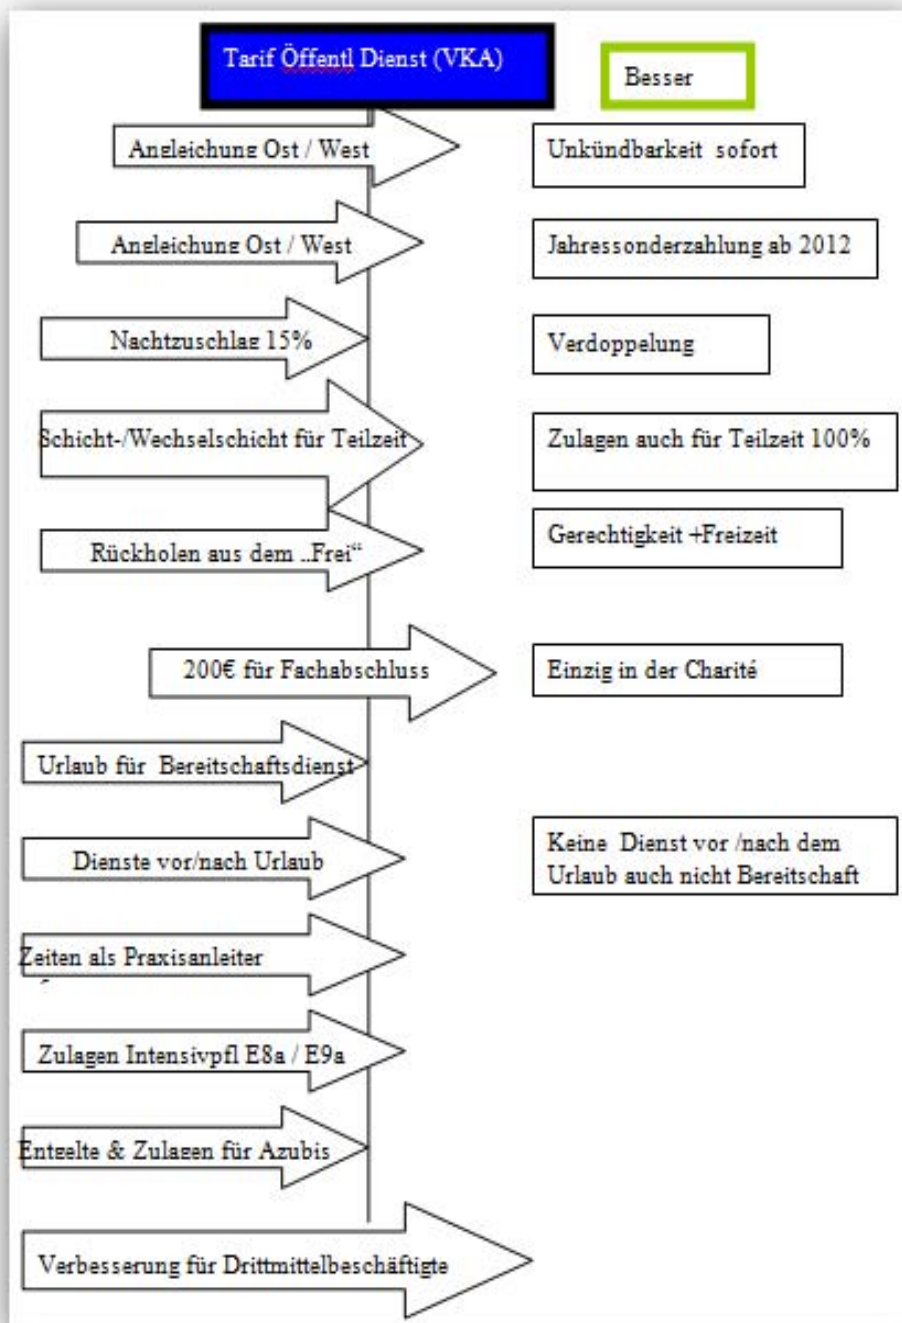 Tarif Öffentl Dienst (VKA)
Besser
Angleichung Ost / West
Unkündbarkeit sofort
Angleichung Ost / West
Jahressonderzahlung ab 2012
Nachtzuschlag 15%
Verdoppelung
Schicht-/Wechselschicht für Teilzeit
Zulagen auch für Teilzeit 100%
Rückholen aus dem „Frei“
Gerechtigkeit +Freizeit
200€ für Fachabschluss
Einzig in der Charité
Urlaub für Bereitschaftsdienst
Dienste vor/nach Urlaub
Keine Dienst vor /nach dem
Urlaub auch nicht Bereitschaft
Zeiten als Praxisanleiter
Zulagen Intensivpfl E8a / E9a
Entgelte & Zulagen für Azubis
Verbesserung für Drittmittelbeschäftigte